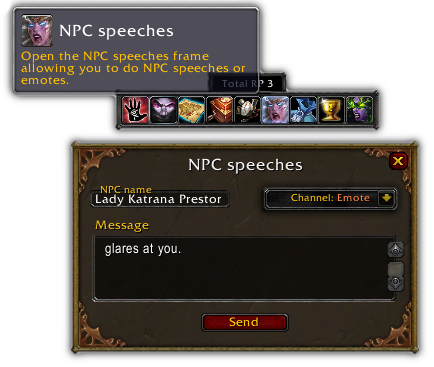 NPC speeches
Open the NPC speeches frame
allowing you to do NPC speeches or
emotes.
Total RP 3
NPC speeches
NPC name
Lady Katrana Prestor
Channel: Emote
Message
glares at you.
Send